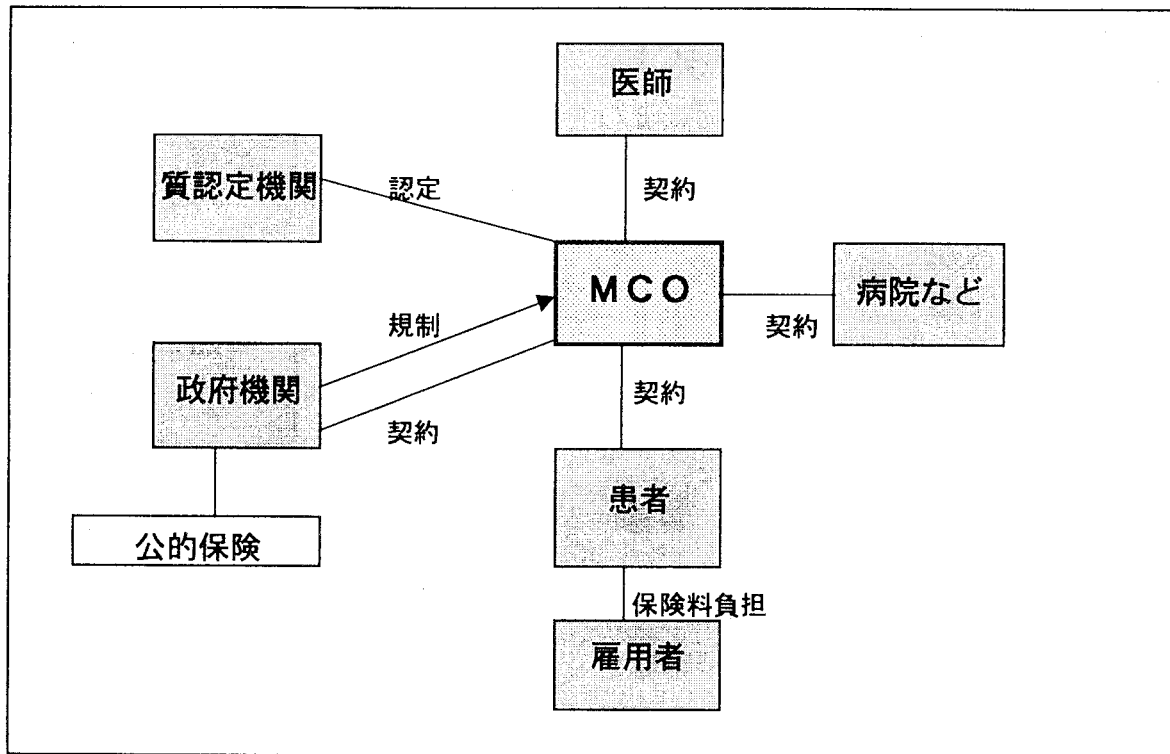 医師
質認定機関
認定
契約
MCO
病院など
契約
規制
政府機関
契約
契約
患者
公的保険
保険料負担
雇用者